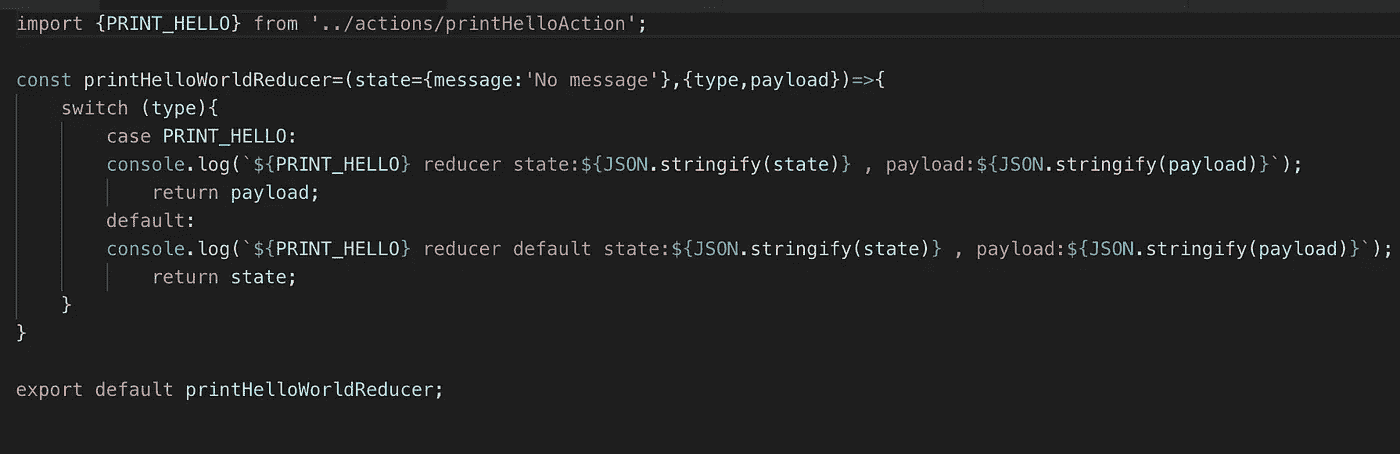 import {PRINT_HELLO} from '../actions/printHelloAction';
const printHelloWorldReducer=(state={message:'No message'},{type,payload})=>{
switch (type){
case PRINT_HELLO:
console.log(`${PRINT_HELLO} reducer state:${JSON.stringify(state)} , payload:${JSON.stringify(payload)}`);
return payload;
default:
console.log(`${PRINT_HELLO} reducer default state:${JSON.stringify(state)} , payload:${JSON.stringify(payload)}`);
return state;
}
}
export default printHelloWorldReducer;